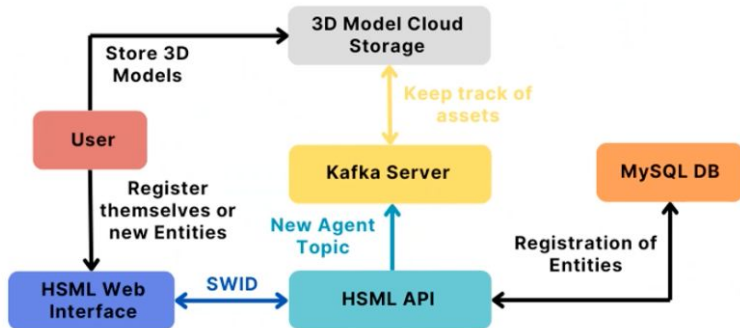 3D Model Cloud
Storage
Store 3D
Models
Keep track of
assets
User
Kafka Server
MySQL DB
Register
themselves or
new Entities
New Agent
Topic
Registration of
Entities
HSML Web
Interface
SWID
HSML API